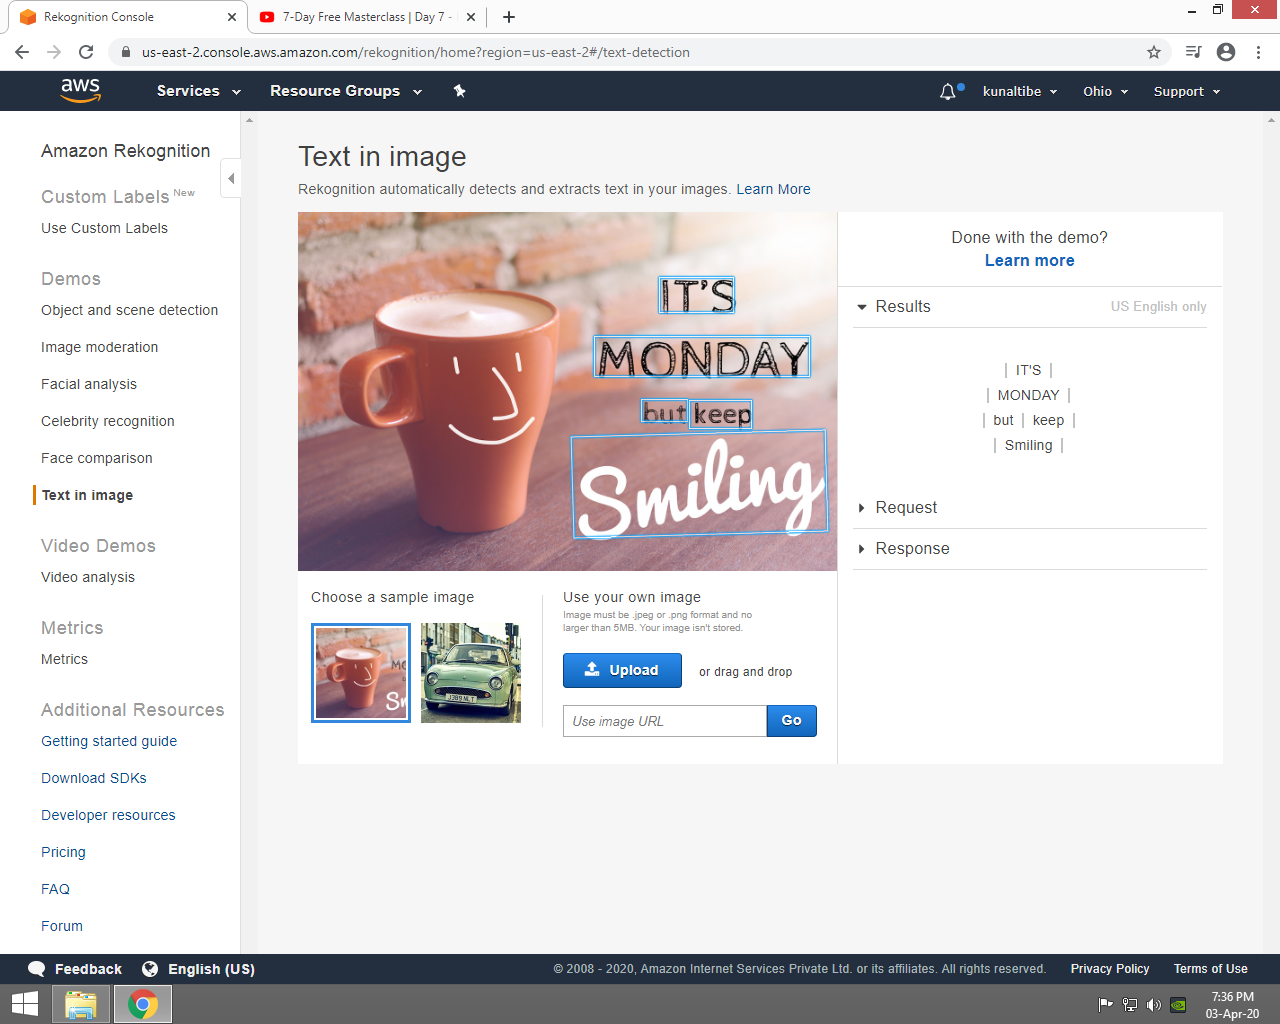 Rekognition Console
7-Day Free Masterclass | Day 7 -
us-east-2.console.aws.amazon.com/rekognition/home?region=us-east-2#/text-detection
aws
Services
Resource Groups
kunaltibe
Ohio
Support
Amazon Rekognition
Custom Labels New
Use Custom Labels
Demos
Object and scene detection
Image moderation
Facial analysis
Celebrity recognition
Face comparison
Text in image
Video Demos
Video analysis
Metrics
Metrics
Additional Resources
Getting started guide
Download SDKs
Developer resources
Pricing
FAQ
Forum
Text in image
Rekognition automatically detects and extracts text in your images. Learn More
IT'S
MONDAY
but keep
Smiling
Choose a sample image
J389 NLT
Use your own image
Image must be .jpeg or .png format and no
larger than 5MB. Your image isn't stored.
Upload
or drag and drop
Use image URL
Go
Done with the demo?
Learn more
Results
US English only
| IT'S |
| MONDAY |
| but | keep |
| Smiling |
Request
Response
Feedback
English (US)
© 2008 - 2020, Amazon Internet Services Private Ltd. or its affiliates. All rights reserved.
Privacy Policy
Terms of Use
7:36 PM
03-Apr-20